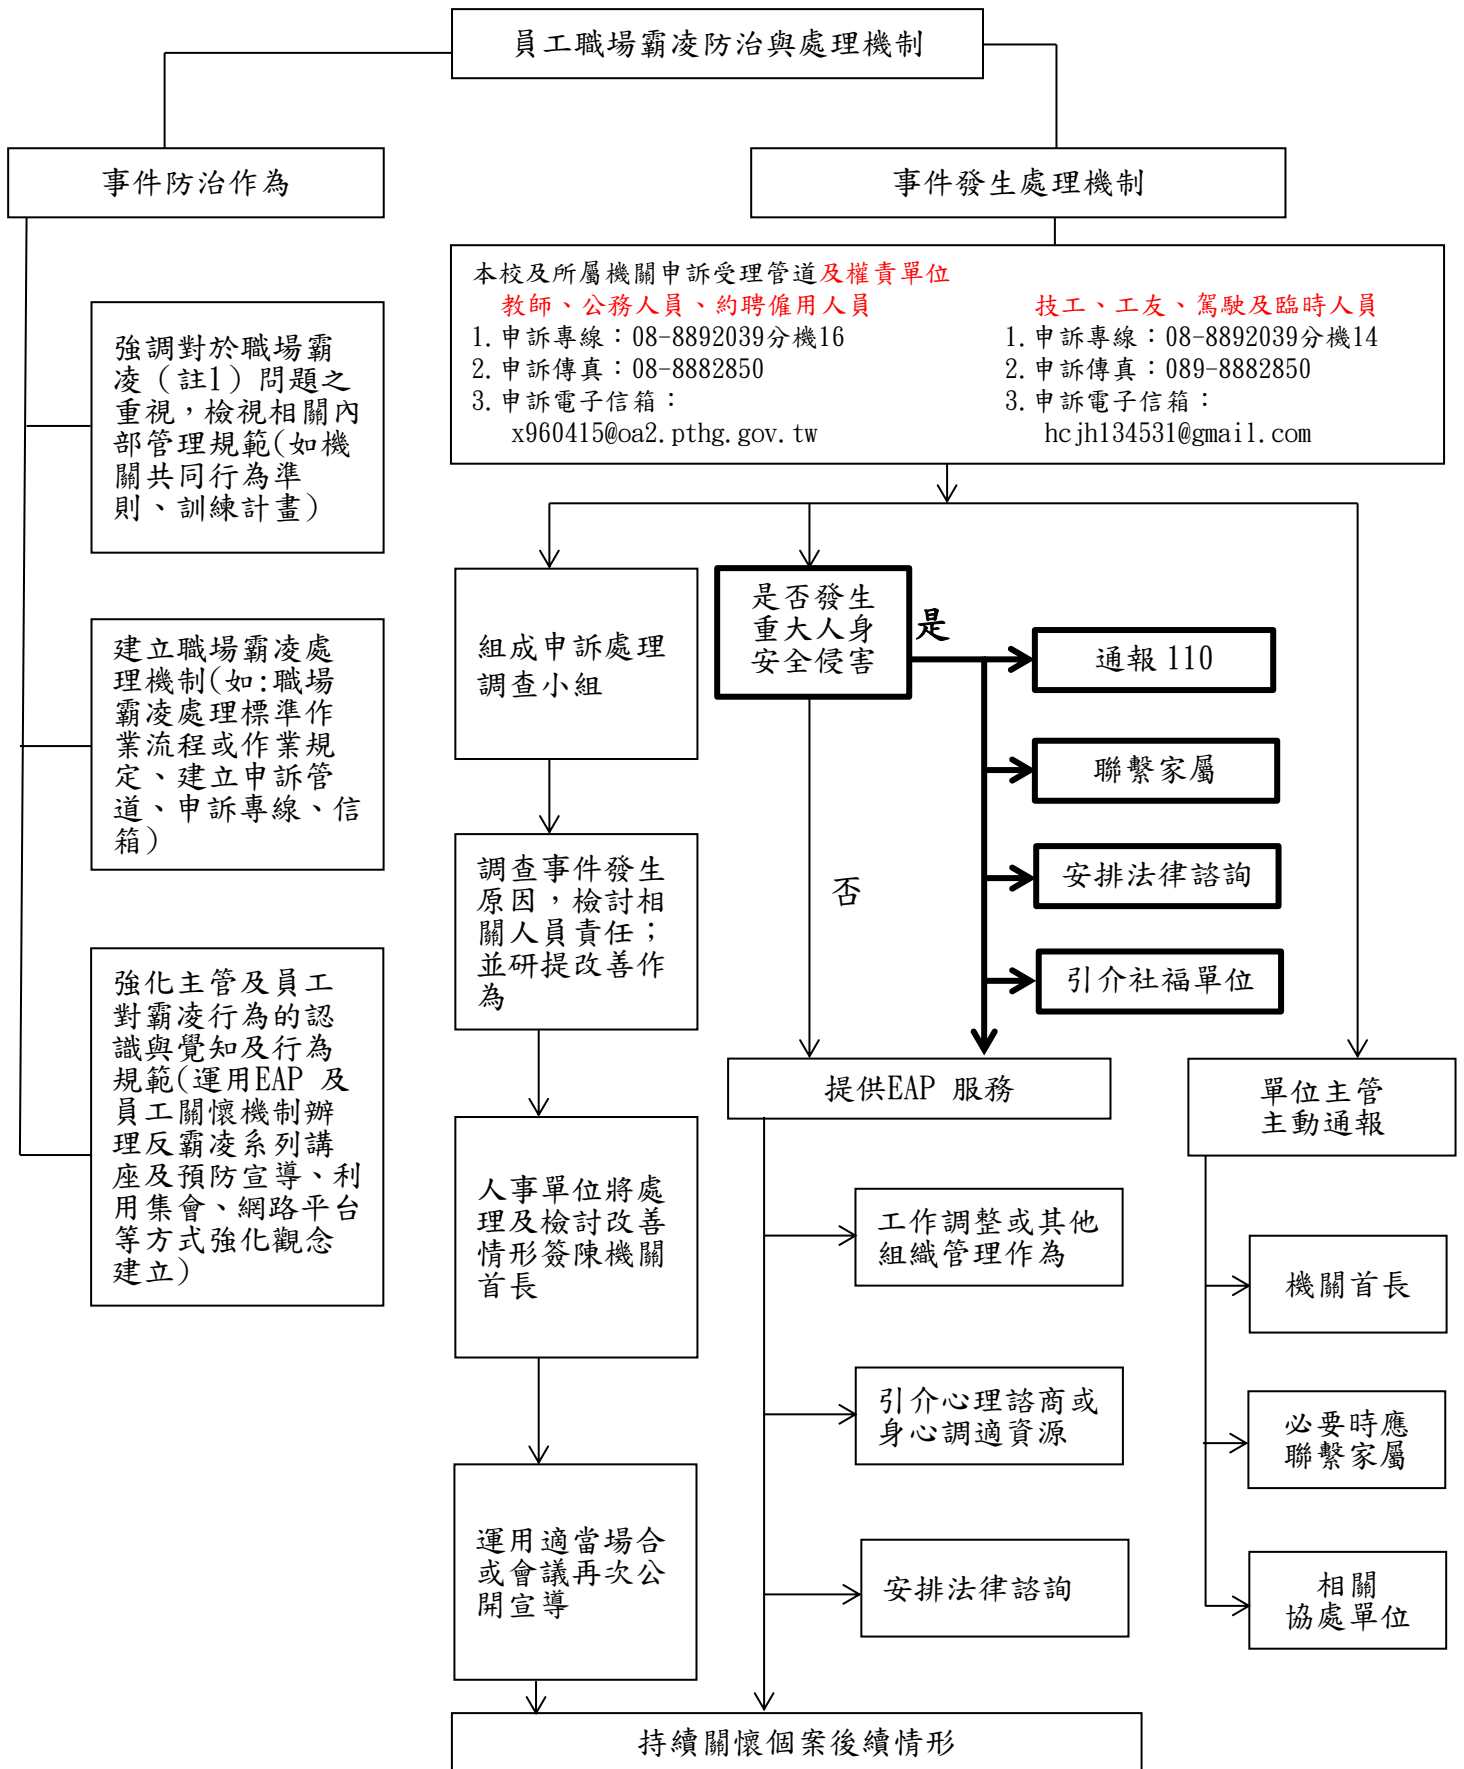 員工職場霸凌防治與處理機制
事件防治作為
事件發生處理機制
強調對於職場霸
凌（註1）問題之
重視，檢視相關內
部管理規範(如機
關共同行為準
則、訓練計畫)
建立職場霸凌處
理機制(如:職場
霸凌處理標準作
業流程或作業規
定、建立申訴管
道、申訴專線、信
箱)
強化主管及員工
對霸凌行為的認
識與覺知及行為
規範(運用EAP 及
員工關懷機制辦
理反霸凌系列講
座及預防宣導、利
用集會、網路平台
等方式強化觀念
建立)
本校及所屬機關申訴受理管道及權責單位
教師、公務人員、約聘僱用人員
1.申訴專線：08-8892039分機16
2.申訴傳真：08-8882850
3.申訴電子信箱：
x960415@oa2.pthg.gov.tw
技工、工友、駕駛及臨時人員
1.申訴專線：08-8892039分機14
2.申訴傳真：089-8882850
3.申訴電子信箱：
hcjh134531@gmail.com
組成申訴處理
調查小組
調查事件發生
原因，檢討相
關人員責任；
並研提改善作
為
人事單位將處
理及檢討改善
情形簽陳機關
首長
運用適當場合
或會議再次公
開宣導
是否發生
重大人身
安全侵害
是
否
通報 110
聯繫家屬
安排法律諮詢
引介社福單位
提供EAP 服務
工作調整或其他
組織管理作為
引介心理諮商或
身心調適資源
安排法律諮詢
單位主管
主動通報
機關首長
必要時應
聯繫家屬
相關
協處單位
持續關懷個案後續情形